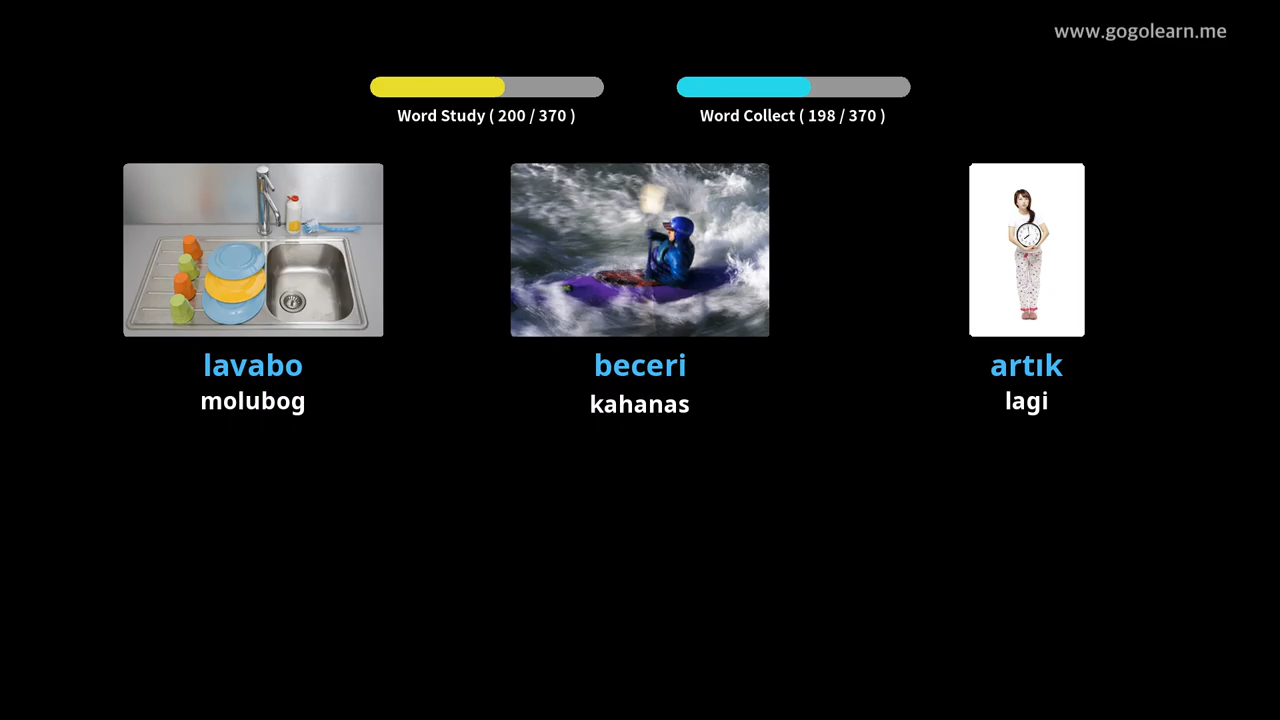 www.gogolearn.me
Word Study ( 200 / 370 )
Word Collect ( 198 / 370 )
lavabo
molubog
beceri
kahanas
artık
lagi